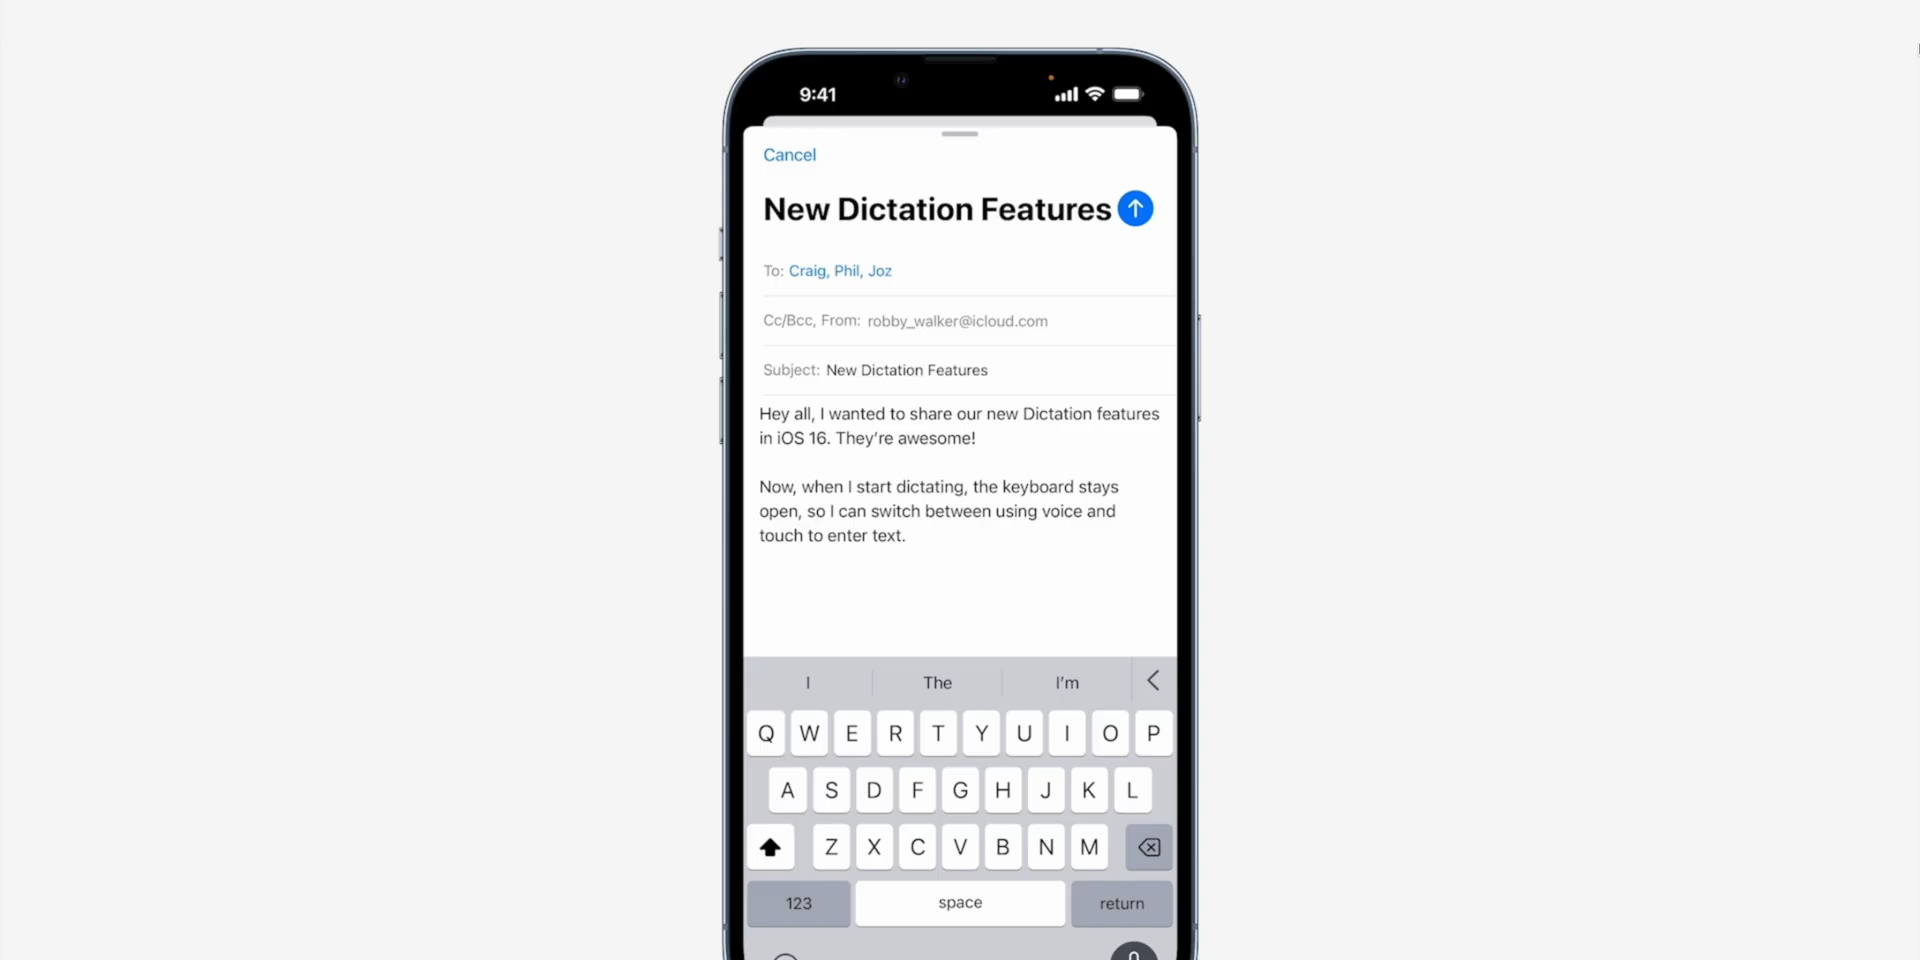 9:41
Cancel
New Dictation Features
To: Craig, Phil, Joz
Cc/Bcc, From: robby_walker@icloud.com
Subject: New Dictation Features
Hey all, I wanted to share our new Dictation features
in iOS 16. They're awesome!
Now, when I start dictating, the keyboard stays
open, so I can switch between using voice and
touch to enter text.
I The I'm
Q W E R T Y U I O P
A S D F G H J K L
Z X C V B N M
123 space return